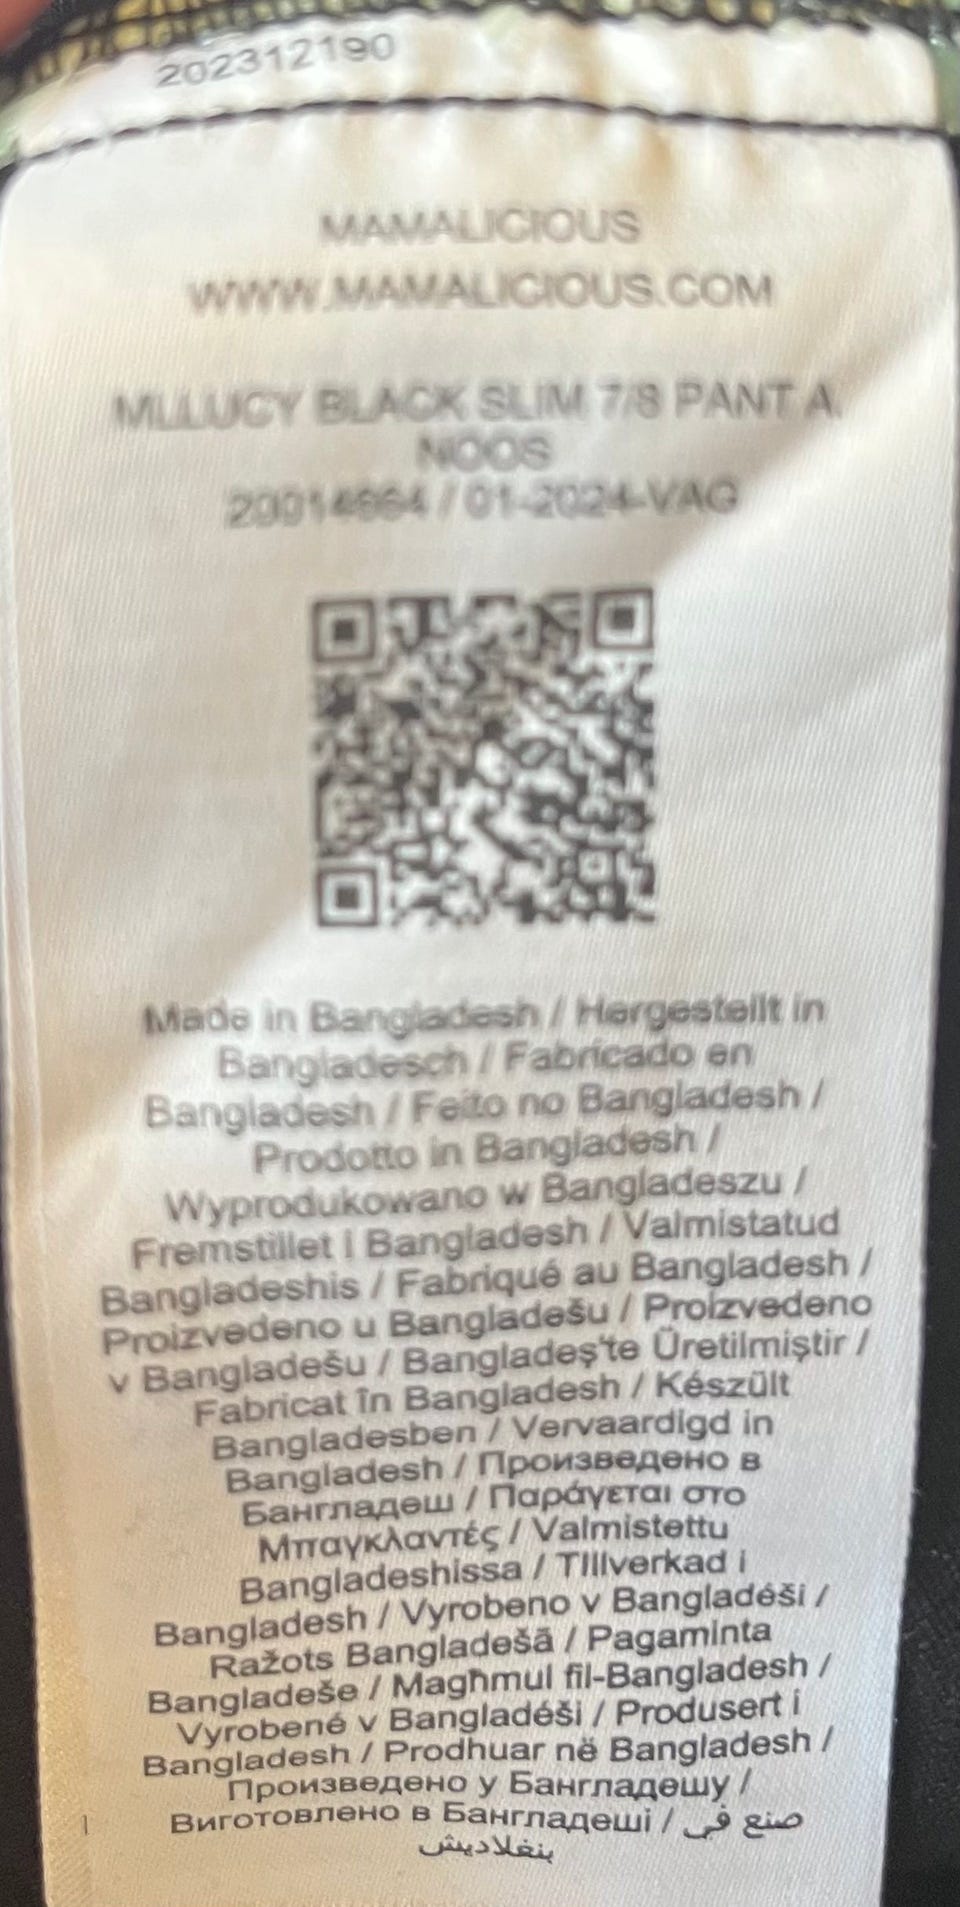 202312190
MAMALICIOUS
WWW.MAMALICIOUS.COM
MLLUCY BLACK SLIM 7/8 PANT A.
NOOS
/ 01-2024-VAG
Made in Bangladesh / Hergestellt in
Bangladesch / Fabricado en
Bangladesh / Feito no Bangladesh /
Prodotto in Bangladesh /
Wyprodukowano w Bangladeszu /
Fremstillet i Bangladesh / Valmistatud
Bangladeshis / Fabriqué au Bangladesh /
Proizvedeno u Bangladešu / Proizvedeno
v Bangladešu / Bangladeş'te Üretilmiştir /
Fabricat în Bangladesh / Készült
Bangladesben / Vervaardigd in
Bangladesh / Произведено в
Бангладеш / Παράγεται στο
Μπαγκλαντές / Valmistettu
Bangladeshissa / Tillverkad i
Bangladesh / Vyrobeno v Bangladéši /
Ražots Bangladešā / Pagaminta
Bangladeše / Magħmul fil-Bangladesh /
Vyrobené v Bangladéši / Produsert i
Bangladesh / Prodhuar në Bangladesh /
Произведено у Бангладешу /
Виготовлено в Бангладеші / صنع في
بنغلاديش
1